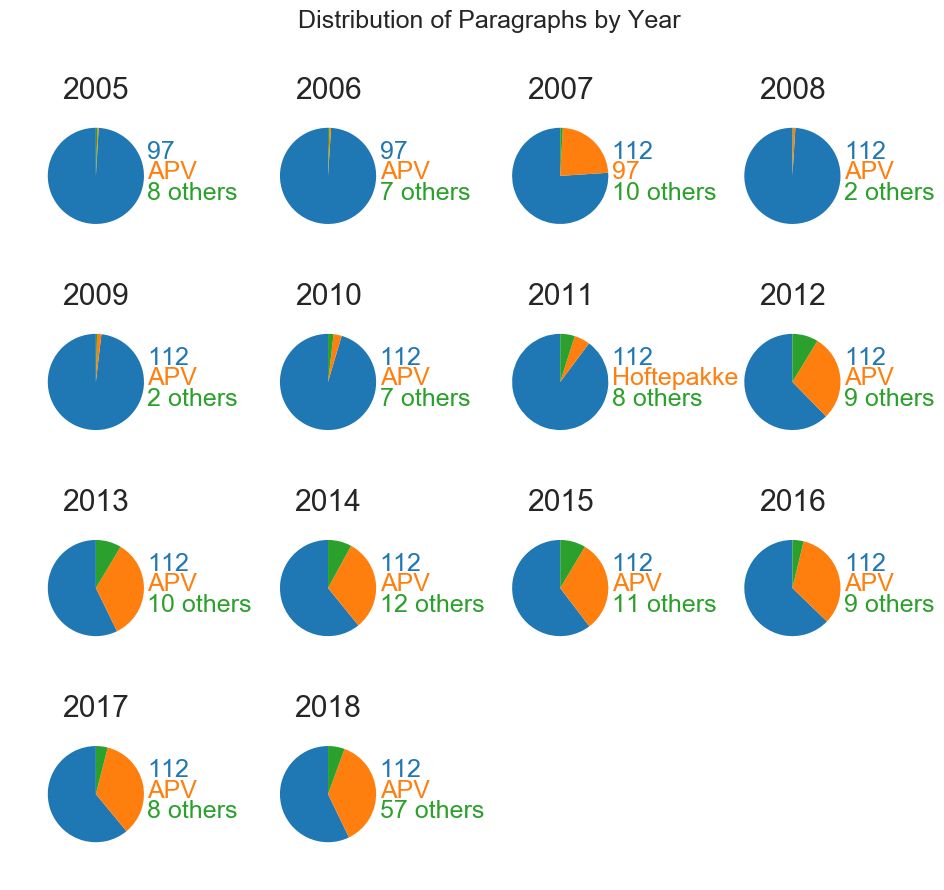 Distribution of Paragraphs by Year
2005
97
APV
8 others
2006
97
APV
7 others
2007
112
97
10 others
2008
112
APV
2 others
2009
112
APV
2 others
2010
112
APV
7 others
2011
112
Hoftepakke
8 others
2012
112
APV
9 others
2013
112
APV
10 others
2014
112
APV
12 others
2015
112
APV
11 others
2016
112
APV
9 others
2017
112
APV
8 others
2018
112
APV
57 others